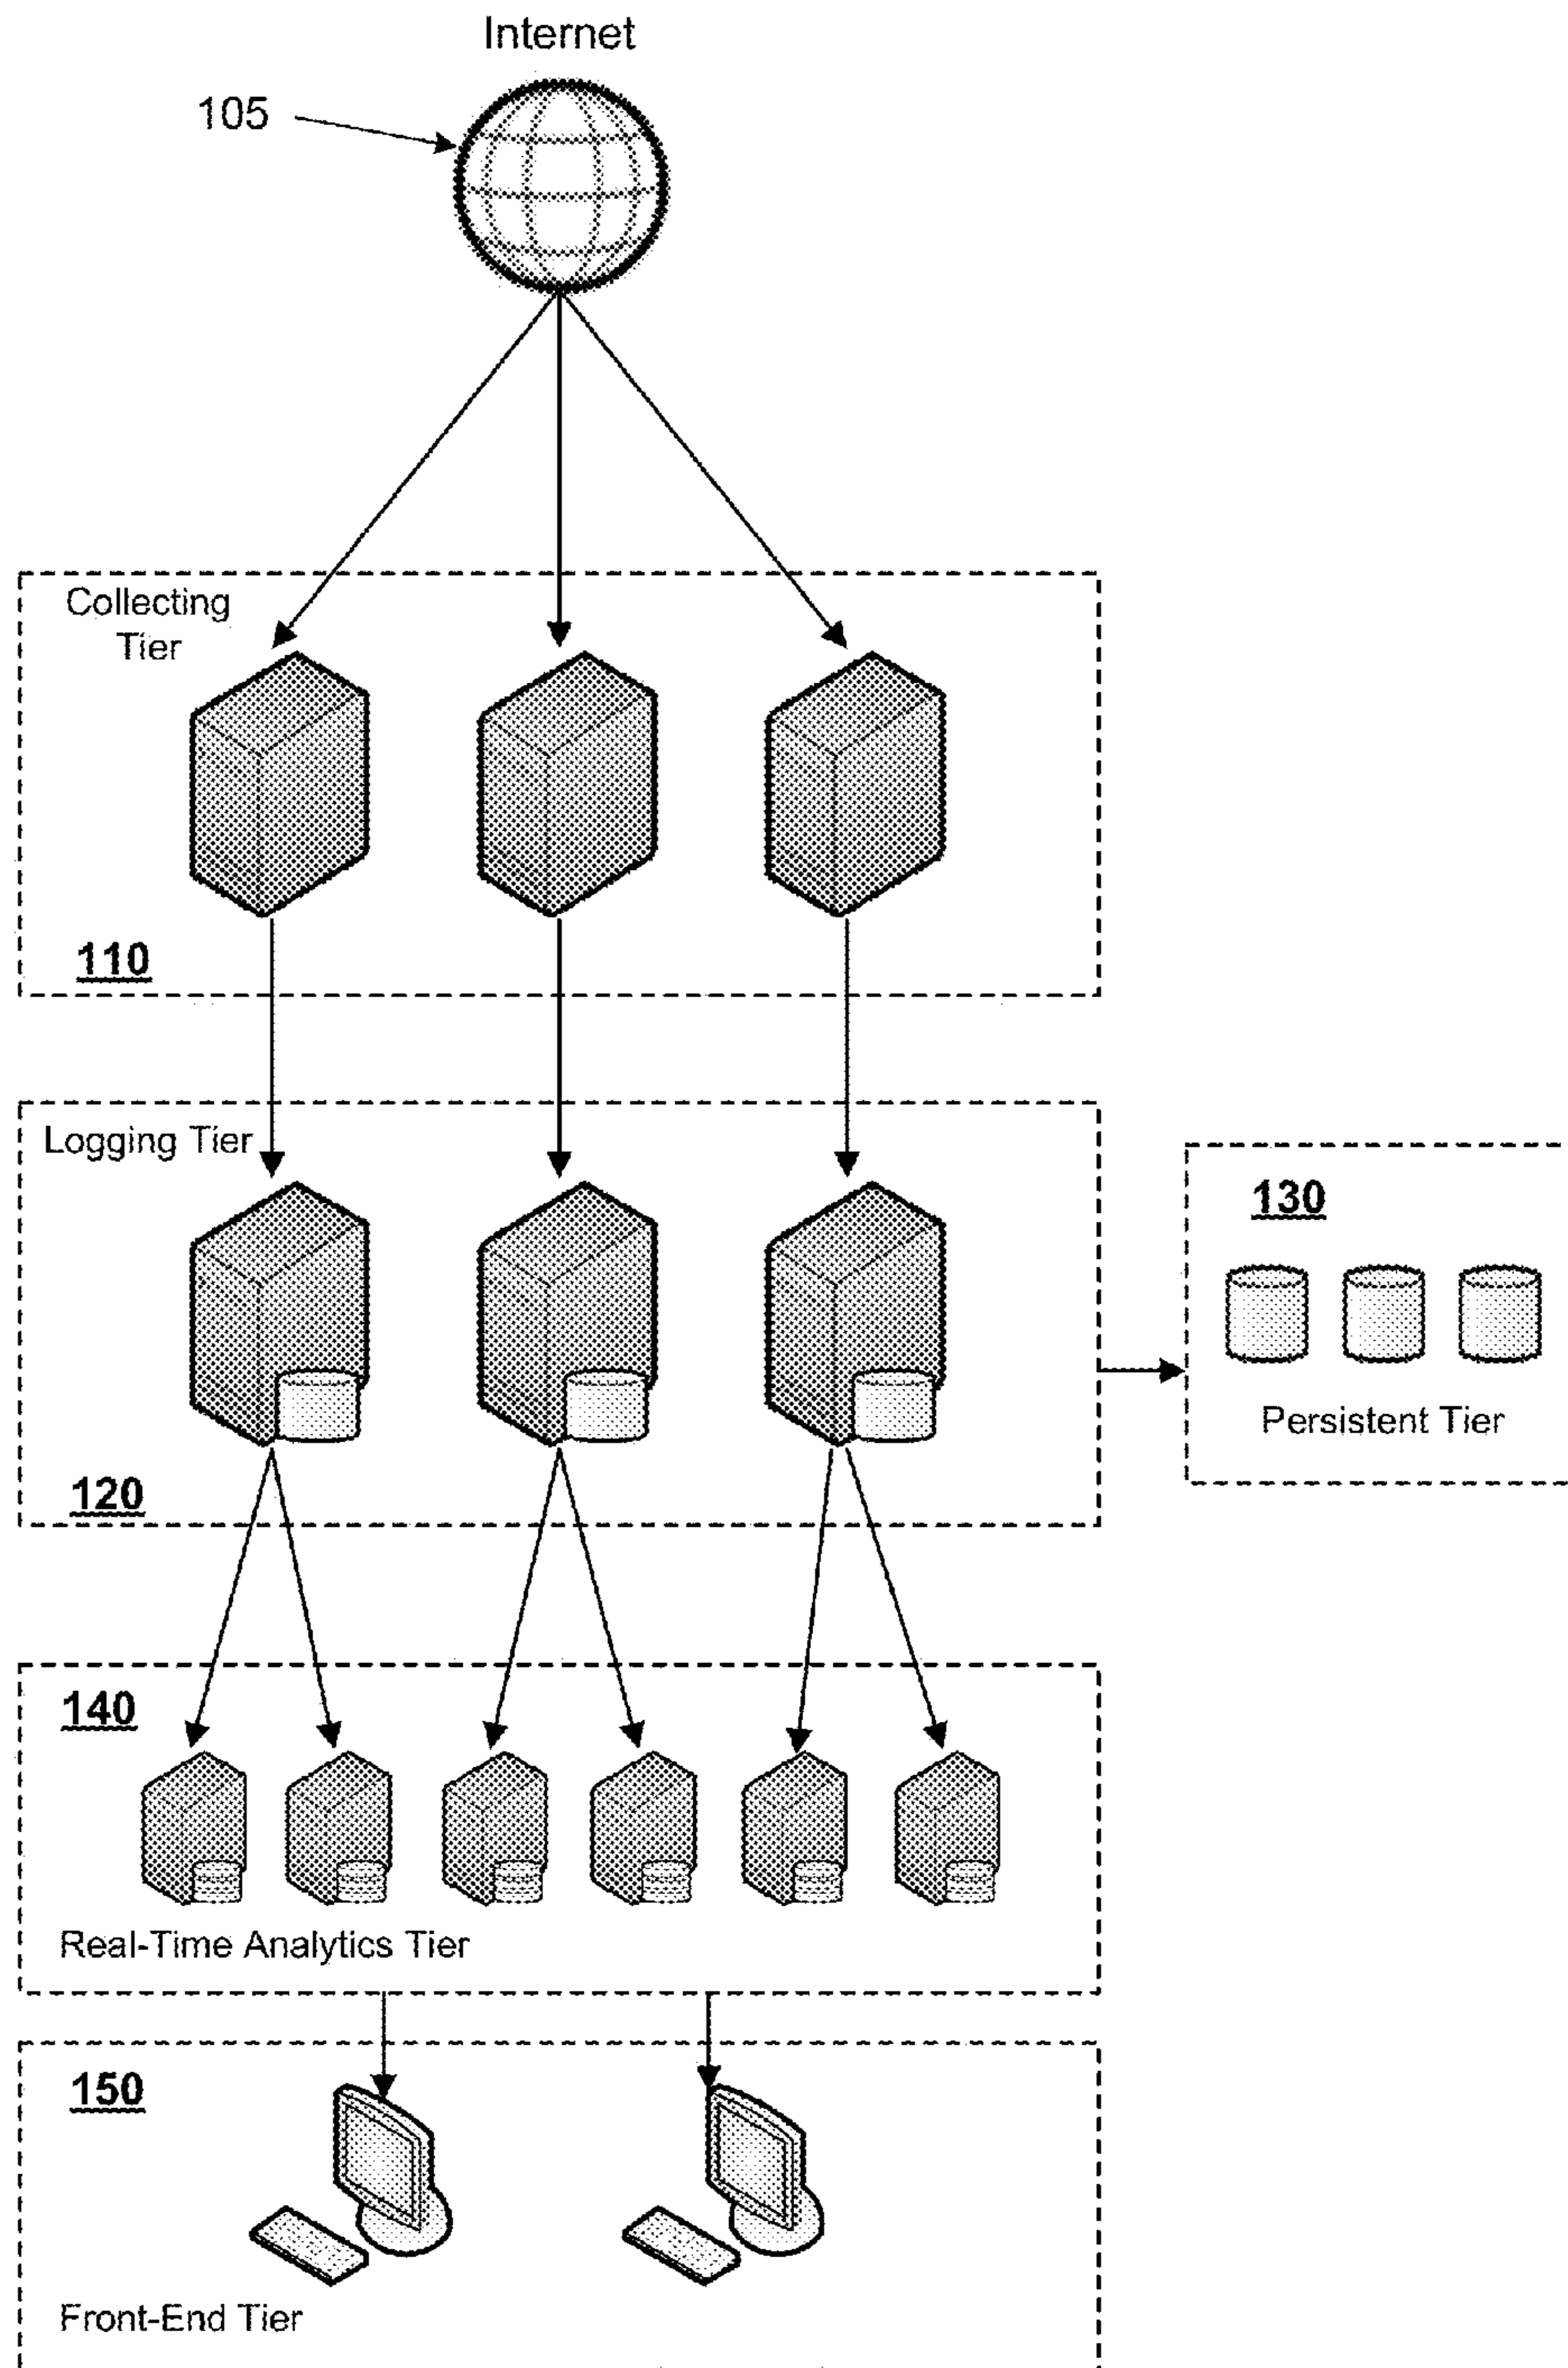 Internet
105
Collecting
Tier
110
Logging Tier
130
Persistent Tier
120
140
Real-Time Analytics Tier
150
Front-End Tier